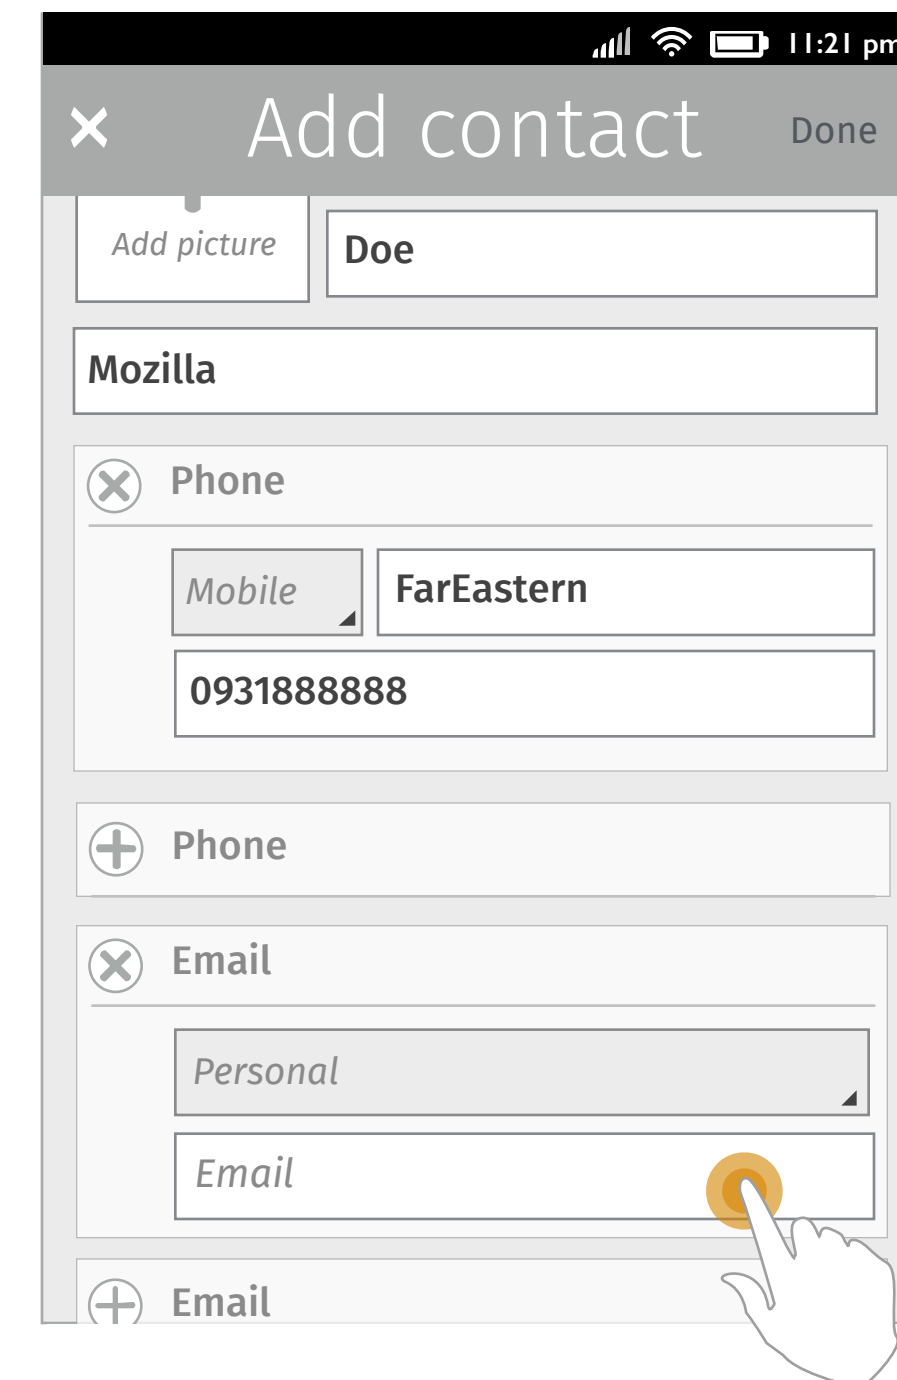 11:21 pm
Add contact Done
Add picture
Doe
Mozilla
Phone
Mobile FarEastern
0931888888
Phone
Email
Personal
Email
Email